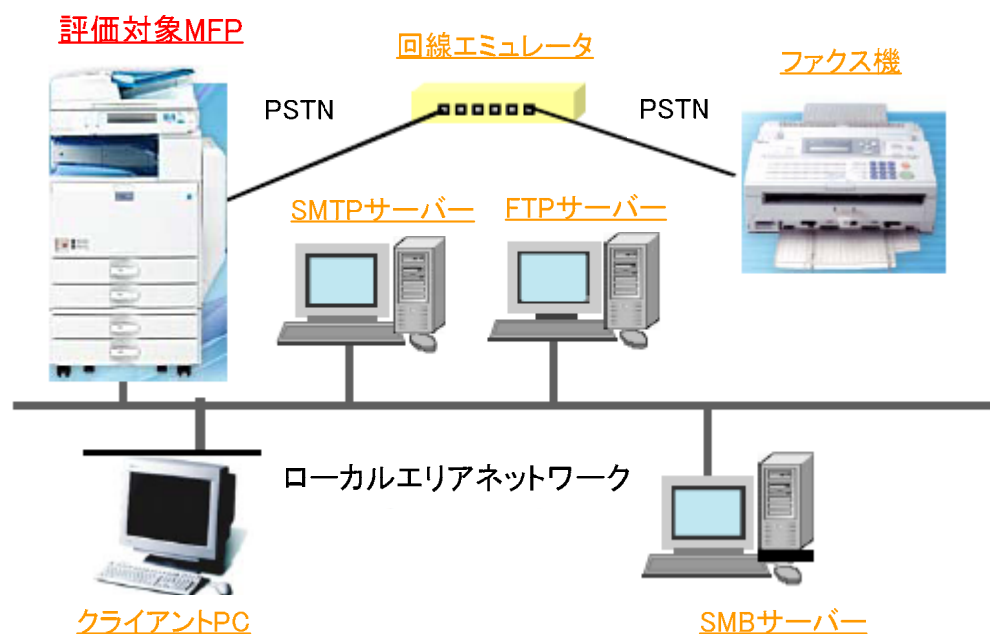 評価対象MFP
回線エミュレータ
ファクス機
PSTN
PSTN
SMTPサーバー
FTPサーバー
ローカルエリアネットワーク
クライアントPC
SMBサーバー